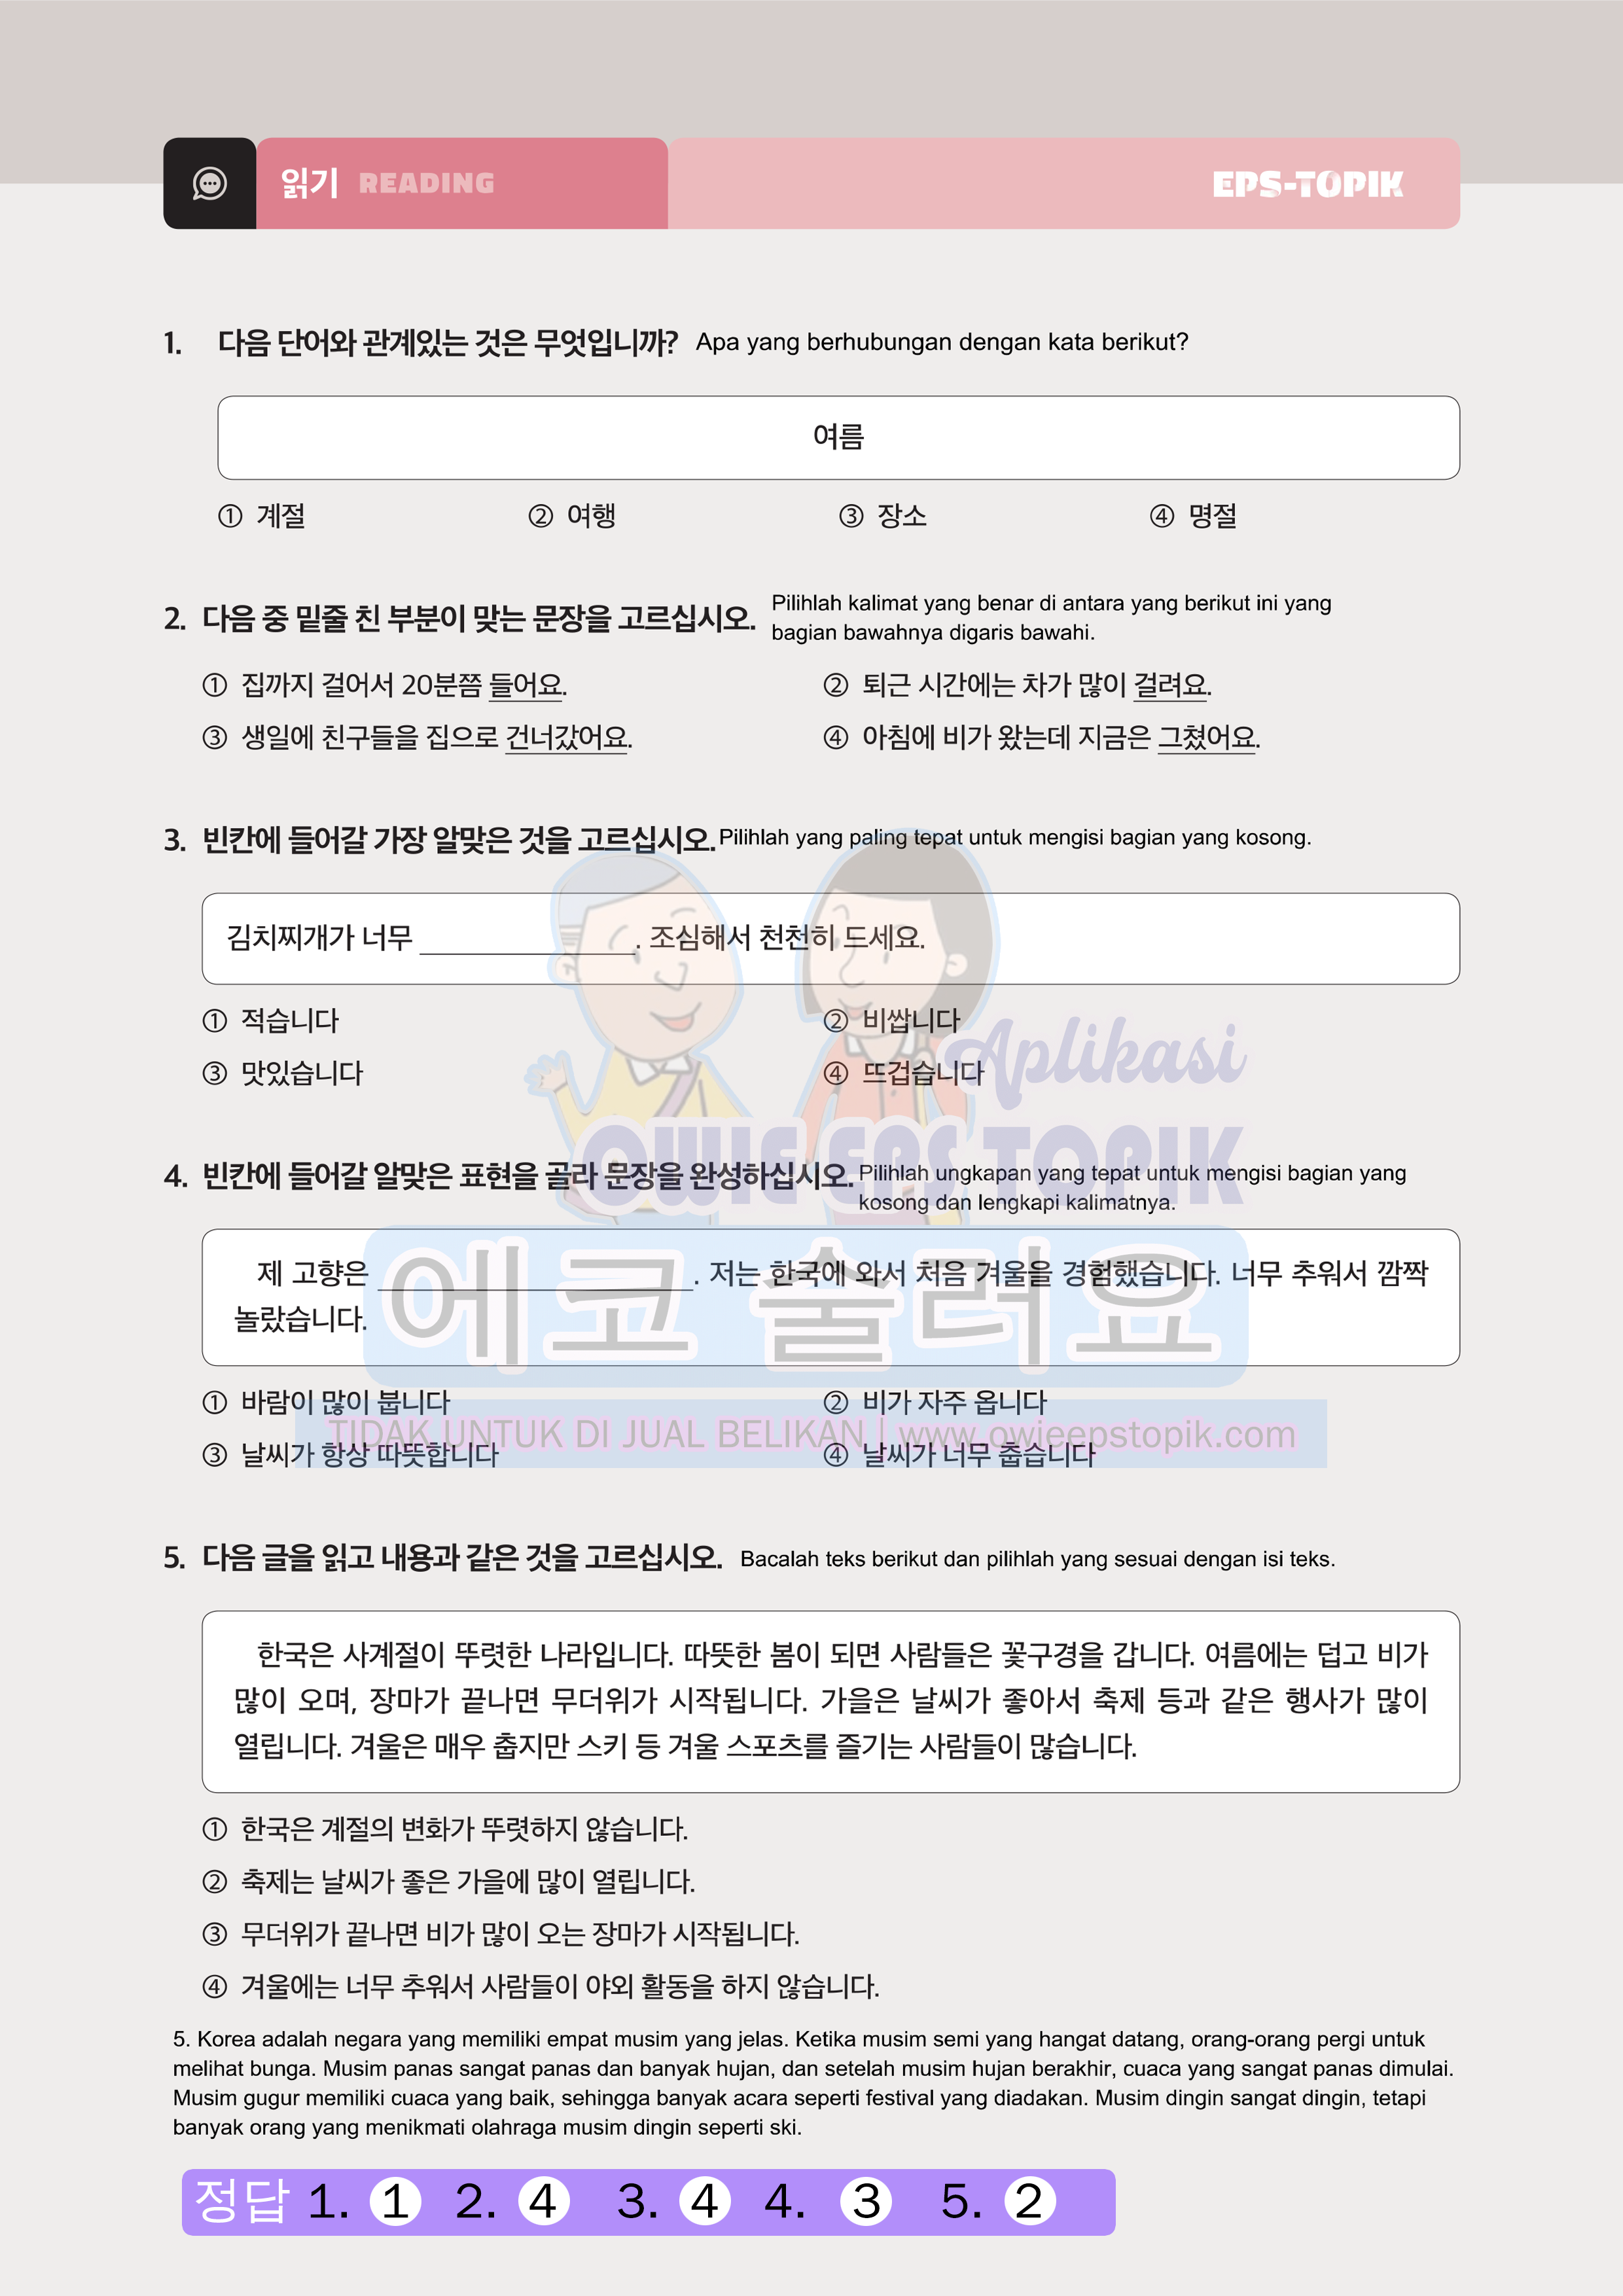 읽기 READING EPS-TOPIK
1. 다음 단어와 관계있는 것은 무엇입니까? Apa yang berhubungan dengan kata berikut?
여름
① 계절 ② 여행 ③ 장소 ④ 명절
2. 다음 중 밑줄 친 부분이 맞는 문장을 고르십시오. Pilihlah kalimat yang benar di antara yang berikut ini yang
bagian bawahnya digaris bawahi.
① 집까지 걸어서 20분쯤 들어요. ② 퇴근 시간에는 차가 많이 걸려요.
③ 생일에 친구들을 집으로 건너갔어요. ④ 아침에 비가 왔는데 지금은 그쳤어요.
3. 빈칸에 들어갈 가장 알맞은 것을 고르십시오. Pilihlah yang paling tepat untuk mengisi bagian yang kosong.
김치찌개가 너무 ____________. 조심해서 천천히 드세요.
① 적습니다 ② 비쌉니다
③ 맛있습니다 ④ 뜨겁습니다
Aplikasi
OWIE EPS TOPIK
4. 빈칸에 들어갈 알맞은 표현을 골라 문장을 완성하십시오. Pilihlah ungkapan yang tepat untuk mengisi bagian yang
kosong dan lengkapi kalimatnya.
제 고향은 ____________________. 저는 한국에 와서 처음 겨울을 경험했습니다. 너무 추워서 깜짝
놀랐습니다.
에코 술려요
① 바람이 많이 붑니다 ② 비가 자주 옵니다
TIDAK UNTUK DI JUAL BELIKAN | www.owieepstopik.com
③ 날씨가 항상 따뜻합니다 ④ 날씨가 너무 춥습니다
5. 다음 글을 읽고 내용과 같은 것을 고르십시오. Bacalah teks berikut dan pilihlah yang sesuai dengan isi teks.
한국은 사계절이 뚜렷한 나라입니다. 따뜻한 봄이 되면 사람들은 꽃구경을 갑니다. 여름에는 덥고 비가
많이 오며, 장마가 끝나면 무더위가 시작됩니다. 가을은 날씨가 좋아서 축제 등과 같은 행사가 많이
열립니다. 겨울은 매우 춥지만 스키 등 겨울 스포츠를 즐기는 사람들이 많습니다.
① 한국은 계절의 변화가 뚜렷하지 않습니다.
② 축제는 날씨가 좋은 가을에 많이 열립니다.
③ 무더위가 끝나면 비가 많이 오는 장마가 시작됩니다.
④ 겨울에는 너무 추워서 사람들이 야외 활동을 하지 않습니다.
5. Korea adalah negara yang memiliki empat musim yang jelas. Ketika musim semi yang hangat datang, orang-orang pergi untuk
melihat bunga. Musim panas sangat panas dan banyak hujan, dan setelah musim hujan berakhir, cuaca yang sangat panas dimulai.
Musim gugur memiliki cuaca yang baik, sehingga banyak acara seperti festival yang diadakan. Musim dingin sangat dingin, tetapi
banyak orang yang menikmati olahraga musim dingin seperti ski.
정답 1. ① 2. ④ 3. ④ 4. ③ 5. ②